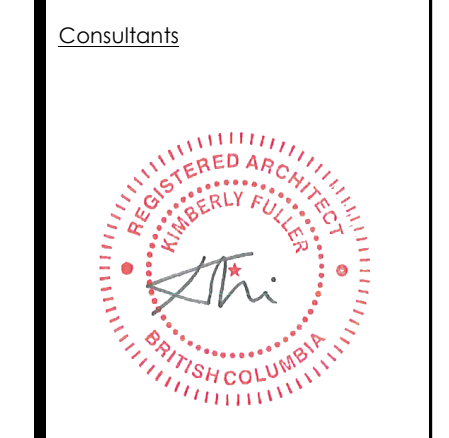 Consultants
REGISTERED ARCHITECT
KIMBERLY FULLER
BRITISH COLUMBIA